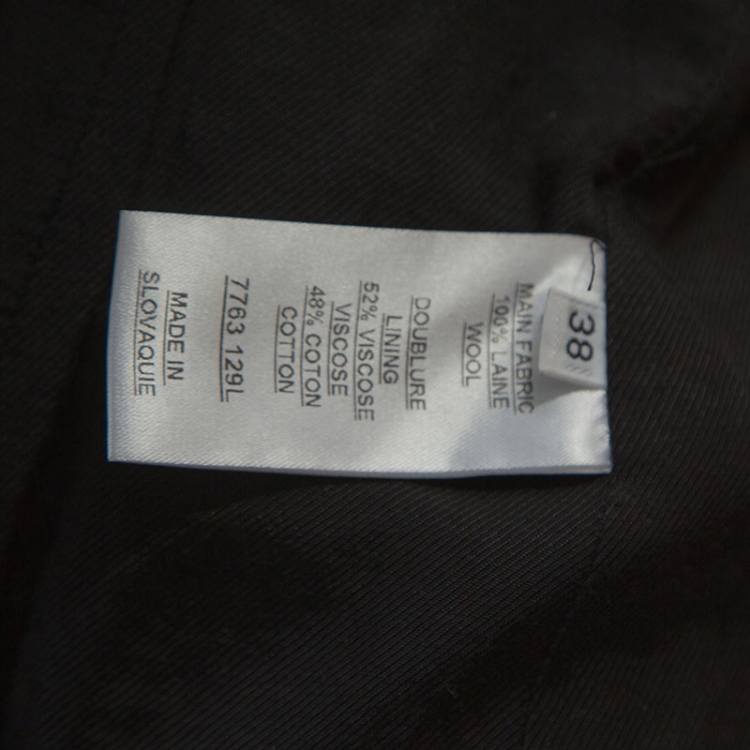 38
MAIN FABRIC
100% LAINE
WOOL
DOUBLURE
LINING
52% VISCOSE
VISCOSE
48% COTON
COTTON
7763 129L
MADE IN
SLOVAQUIE